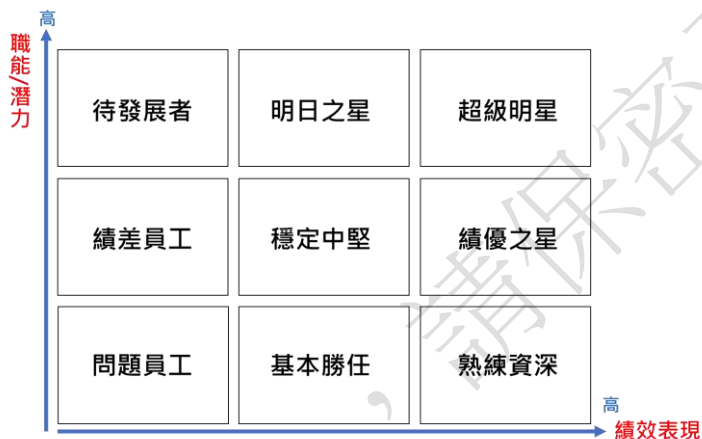 高
職能/潛力
待發展者
明日之星
超級明星
績差員工
穩定中堅
績優之星
問題員工
基本勝任
熟練資深
高
績效表現
，請保密